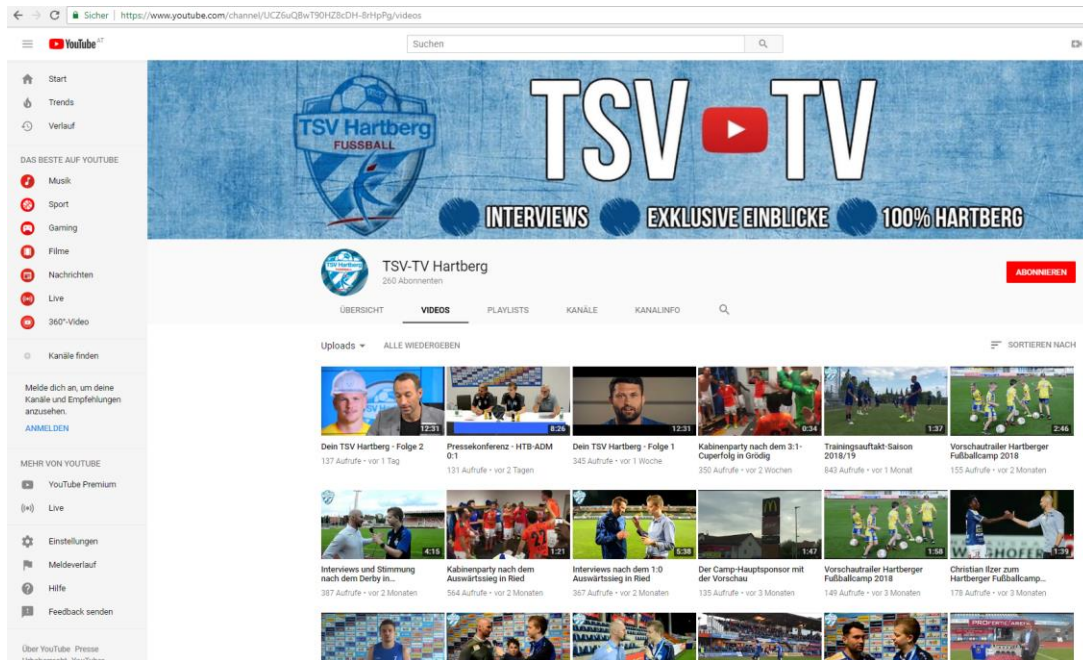 Sicher | https://www.youtube.com/channel/UCZ6uQBwT90HZ8cDH-8rHpPg/videos
YouTube AT
Suchen
Start
Trends
Verlauf
DAS BESTE AUF YOUTUBE
Musik
Sport
Gaming
Filme
Nachrichten
Live
360°-Video
Kanäle finden
Melde dich an, um deine
Kanäle und Empfehlungen
anzusehen.
ANMELDEN
MEHR VON YOUTUBE
YouTube Premium
Live
Einstellungen
Meldeverlauf
Hilfe
Feedback senden
Über YouTube Presse
TSV Hartberg
FUSSBALL
TSV TV
INTERVIEWS EXKLUSIVE EINBLICKE 100% HARTBERG
TSV-TV Hartberg
260 Abonnenten
ABONNIEREN
ÜBERSICHT VIDEOS PLAYLISTS KANÄLE KANALINFO
Uploads ALLE WIEDERGEBEN SORTIEREN NACH
12:31 8:26 12:31 0:34 1:37 2:46
Dein TSV Hartberg - Folge 2
137 Aufrufe • vor 1 Tag
Pressekonferenz - HTB-ADM
0:1
131 Aufrufe • vor 2 Tagen
Dein TSV Hartberg - Folge 1
345 Aufrufe • vor 1 Woche
Kabinenparty nach dem 3:1-
Cuperfolg in Grödig
350 Aufrufe • vor 2 Wochen
Trainingsauftakt-Saison
2018/19
843 Aufrufe • vor 1 Monat
Vorschautrailer Hartberger
Fußballcamp 2018
155 Aufrufe • vor 2 Monaten
4:15 1:21 5:38 1:47 1:58 1:39
Interviews und Stimmung
nach dem Derby in...
387 Aufrufe • vor 2 Monaten
Kabinenparty nach dem
Auswärtssieg in Ried
564 Aufrufe • vor 2 Monaten
Interviews nach dem 1:0
Auswärtssieg in Ried
367 Aufrufe • vor 2 Monaten
Der Camp-Hauptsponsor mit
der Vorschau
135 Aufrufe • vor 3 Monaten
Vorschautrailer Hartberger
Fußballcamp 2018
149 Aufrufe • vor 3 Monaten
Christian Ilzer zum
Hartberger Fußballcamp...
178 Aufrufe • vor 3 Monaten